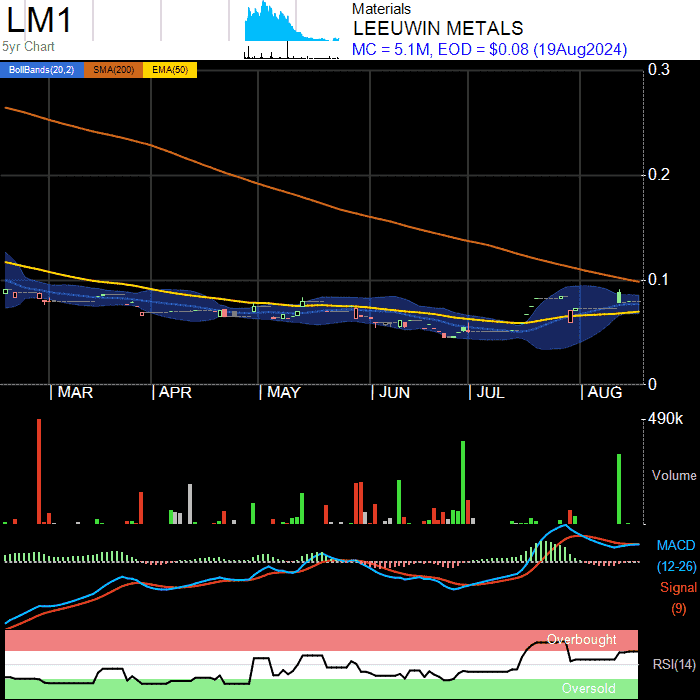 LM1
5yr Chart
Materials
LEEUWIN METALS
MC = 5.1M, EOD = $0.08 (19Aug2024)
BollBands(20,2) SMA(200) EMA(50)
0.3
0.2
0.1
0
MAR APR MAY JUN JUL AUG
490k
Volume
MACD
(12-26)
Signal
(9)
Overbought
RSI(14)
Oversold